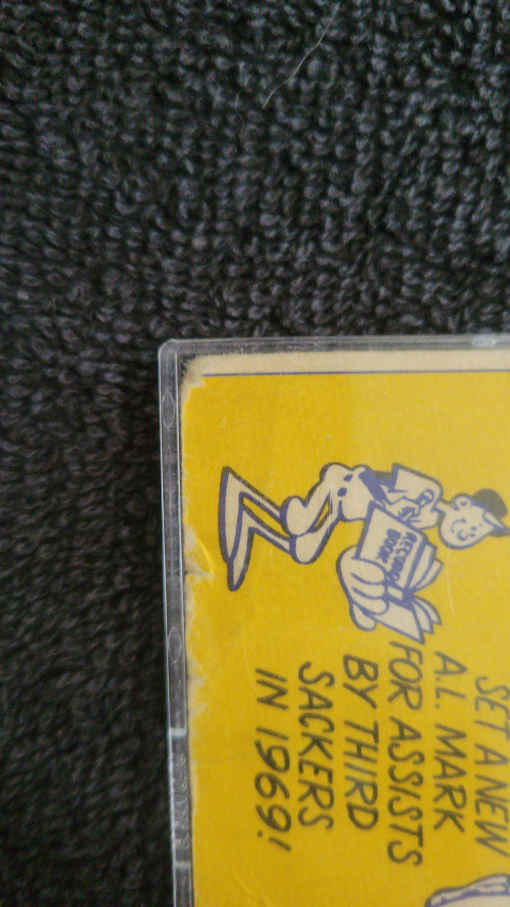 RECORD
BOOK
SET A NEW
A.L. MARK
FOR ASSISTS
BY THIRD
SACKERS
IN 1969!